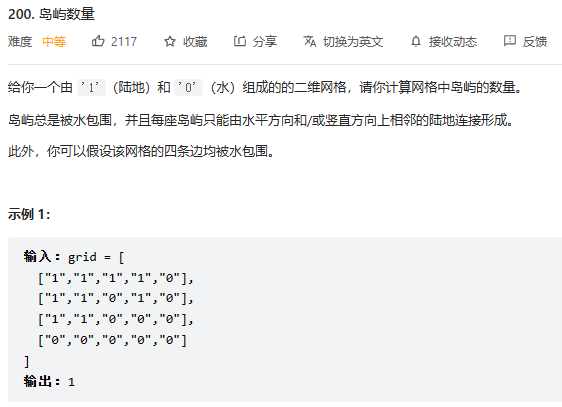 200. 岛屿数量
难度 中等 2117 收藏 分享 切换为英文 接收动态 反馈
给你一个由 '1'（陆地）和 '0'（水）组成的的二维网格，请你计算网格中岛屿的数量。
岛屿总是被水包围，并且每座岛屿只能由水平方向和/或竖直方向上相邻的陆地连接形成。
此外，你可以假设该网格的四条边均被水包围。
示例 1：
输入：grid = [
["1","1","1","1","0"],
["1","1","0","1","0"],
["1","1","0","0","0"],
["0","0","0","0","0"]
]
输出：1